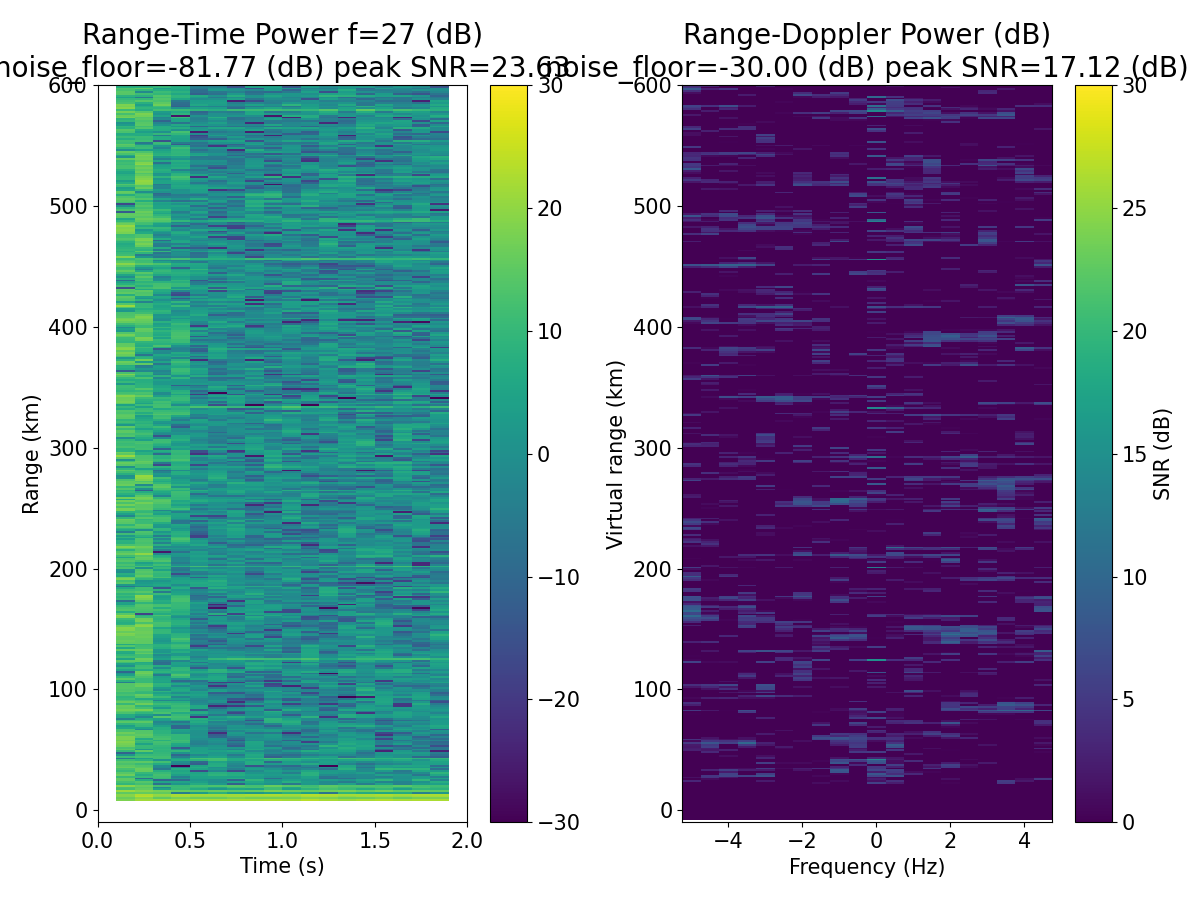 Range-Time Power f=27 (dB)
noise_floor=-81.77 (dB) peak SNR=23.63
Range-Doppler Power (dB)
noise_floor=-30.00 (dB) peak SNR=17.12 (dB)
600
500
400
300
200
100
0
Range (km)
0.0 0.5 1.0 1.5 2.0
Time (s)
30
20
10
0
−10
−20
−30
600
500
400
300
200
100
0
Virtual range (km)
−4 −2 0 2 4
Frequency (Hz)
30
25
20
15
10
5
0
SNR (dB)